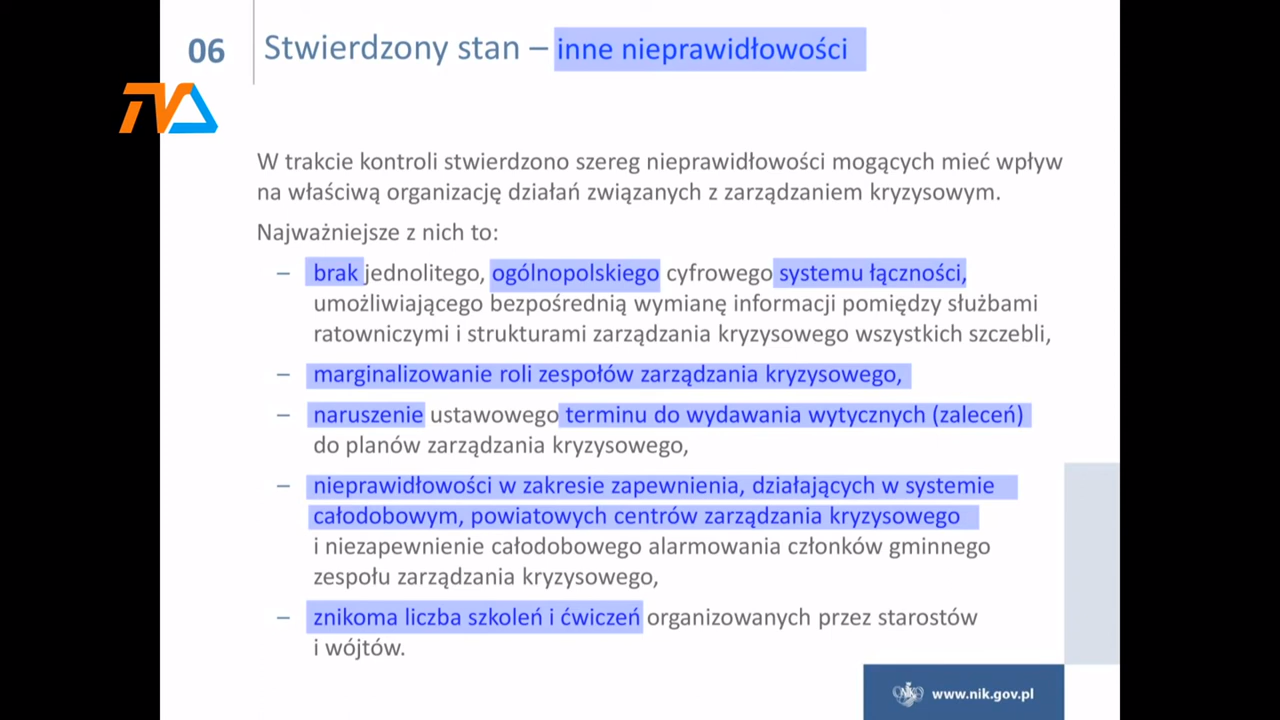 06
Stwierdzony stan – inne nieprawidłowości
TVA
W trakcie kontroli stwierdzono szereg nieprawidłowości mogących mieć wpływ
na właściwą organizację działań związanych z zarządzaniem kryzysowym.
Najważniejsze z nich to:
– brak jednolitego, ogólnopolskiego cyfrowego systemu łączności,
umożliwiającego bezpośrednią wymianę informacji pomiędzy służbami
ratowniczymi i strukturami zarządzania kryzysowego wszystkich szczebli,
– marginalizowanie roli zespołów zarządzania kryzysowego,
– naruszenie ustawowego terminu do wydawania wytycznych (zaleceń)
do planów zarządzania kryzysowego,
– nieprawidłowości w zakresie zapewnienia, działających w systemie
całodobowym, powiatowych centrów zarządzania kryzysowego
i niezapewnienie całodobowego alarmowania członków gminnego
zespołu zarządzania kryzysowego,
– znikoma liczba szkoleń i ćwiczeń organizowanych przez starostów
i wójtów.
NIK www.nik.gov.pl